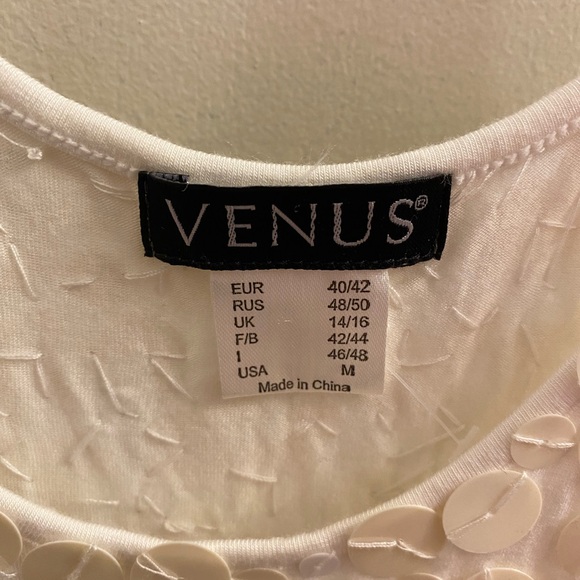 VENUS®
EUR 40/42
RUS 48/50
UK 14/16
F/B 42/44
I 46/48
USA M
Made in China